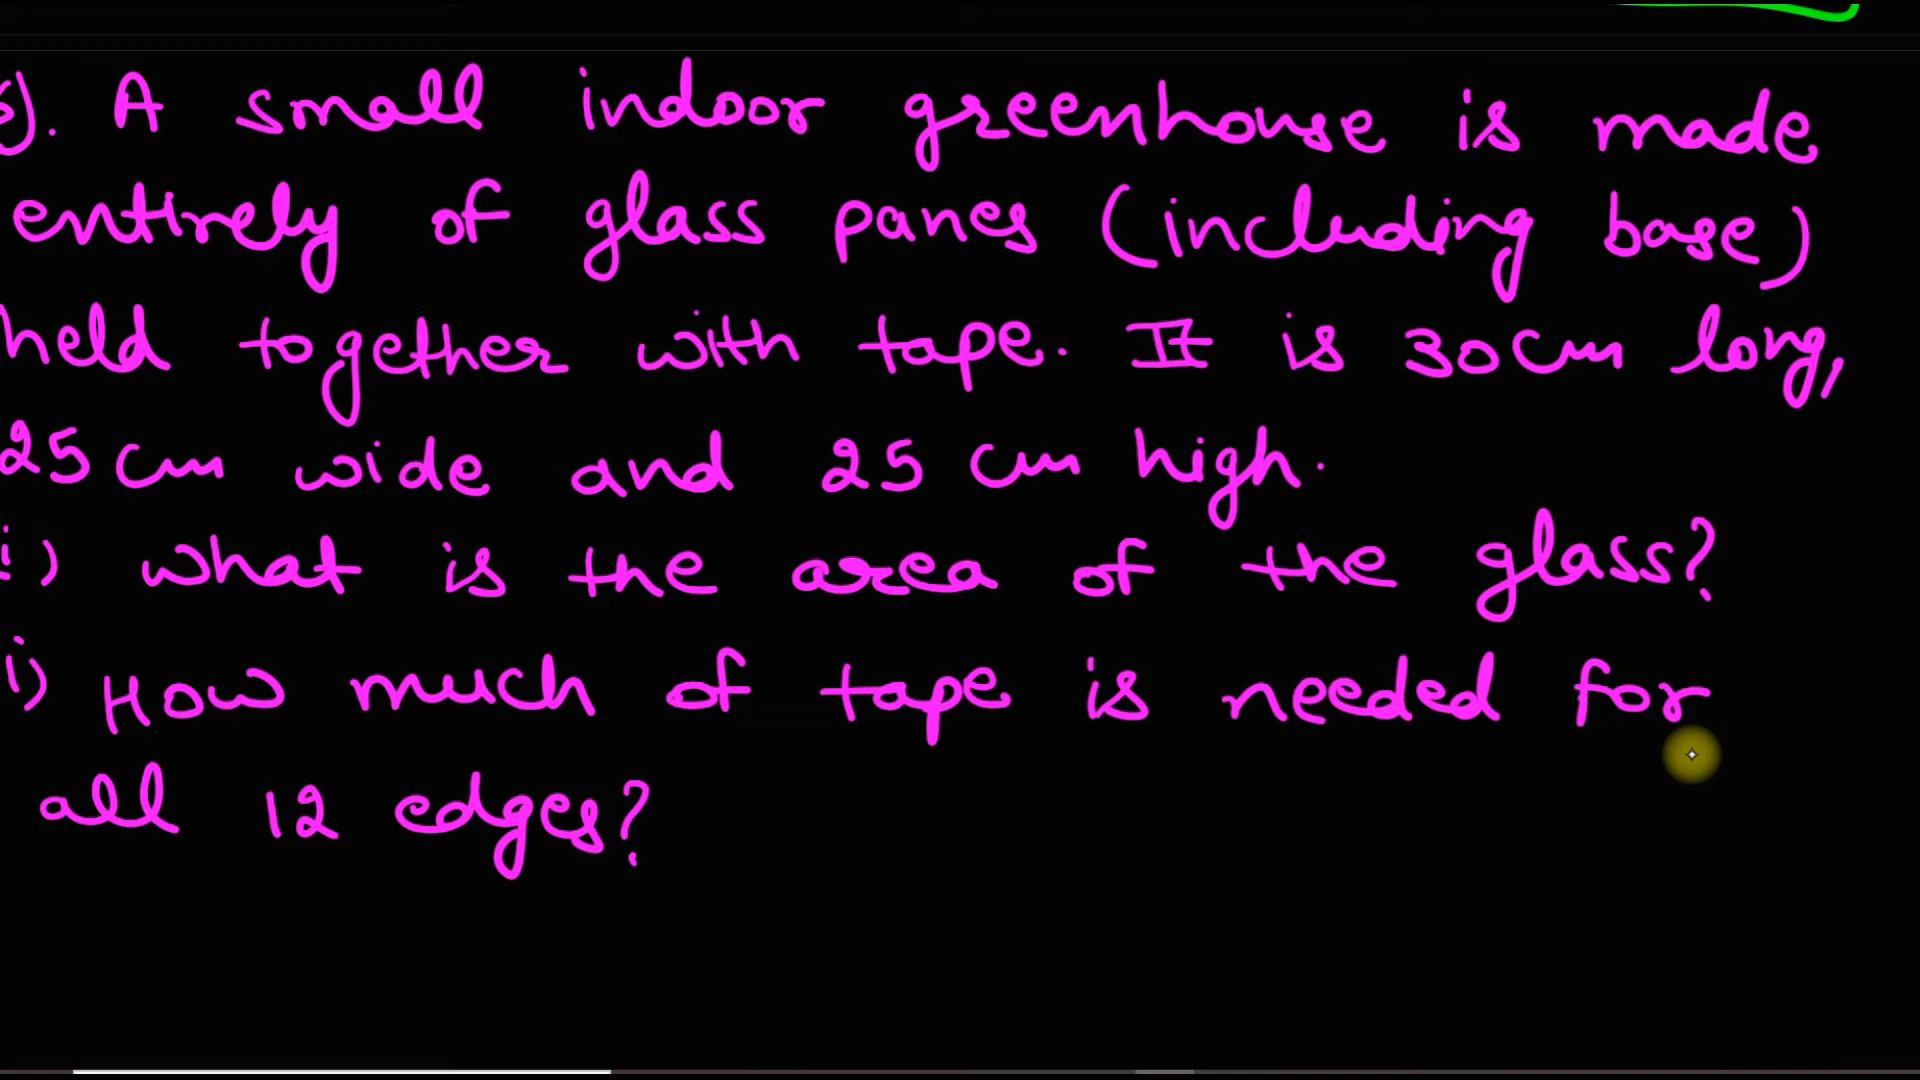 ). A small indoor greenhouse is made
entirely of glass panes (including base)
held together with tape. It is 30cm long,
25 cm wide and 25 cm high.
i) what is the area of the glass?
i) How much of tape is needed for
all 12 edges?